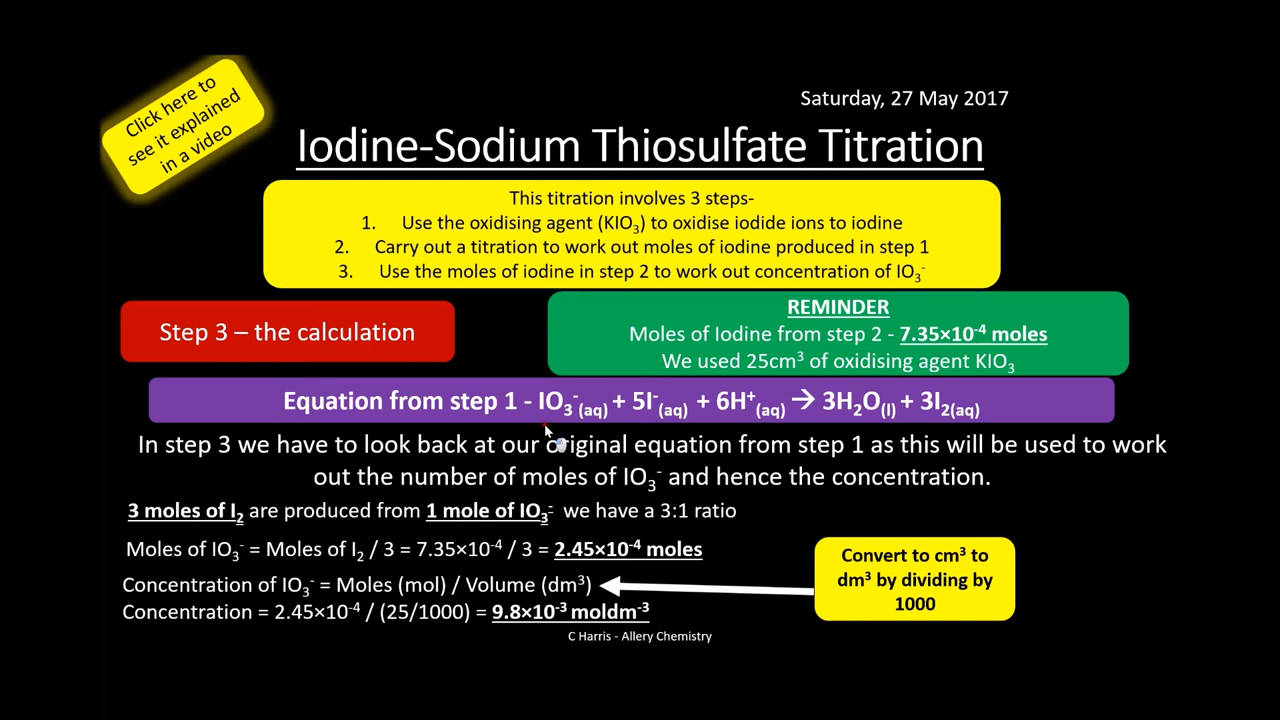 Click here to
see it explained
in a video
Saturday, 27 May 2017
Iodine-Sodium Thiosulfate Titration
This titration involves 3 steps-
1. Use the oxidising agent (KIO₃) to oxidise iodide ions to iodine
2. Carry out a titration to work out moles of iodine produced in step 1
3. Use the moles of iodine in step 2 to work out concentration of IO₃⁻
Step 3 – the calculation
REMINDER
Moles of Iodine from step 2 - 7.35×10⁻⁴ moles
We used 25cm³ of oxidising agent KIO₃
Equation from step 1 - IO₃⁻(aq) + 5I⁻(aq) + 6H⁺(aq) → 3H₂O(l) + 3I₂(aq)
In step 3 we have to look back at our original equation from step 1 as this will be used to work
out the number of moles of IO₃⁻ and hence the concentration.
3 moles of I₂ are produced from 1 mole of IO₃⁻ we have a 3:1 ratio
Moles of IO₃⁻ = Moles of I₂ / 3 = 7.35×10⁻⁴ / 3 = 2.45×10⁻⁴ moles
Concentration of IO₃⁻ = Moles (mol) / Volume (dm³)
Concentration = 2.45×10⁻⁴ / (25/1000) = 9.8×10⁻³ moldm⁻³
Convert to cm³ to
dm³ by dividing by
1000
C Harris - Allery Chemistry